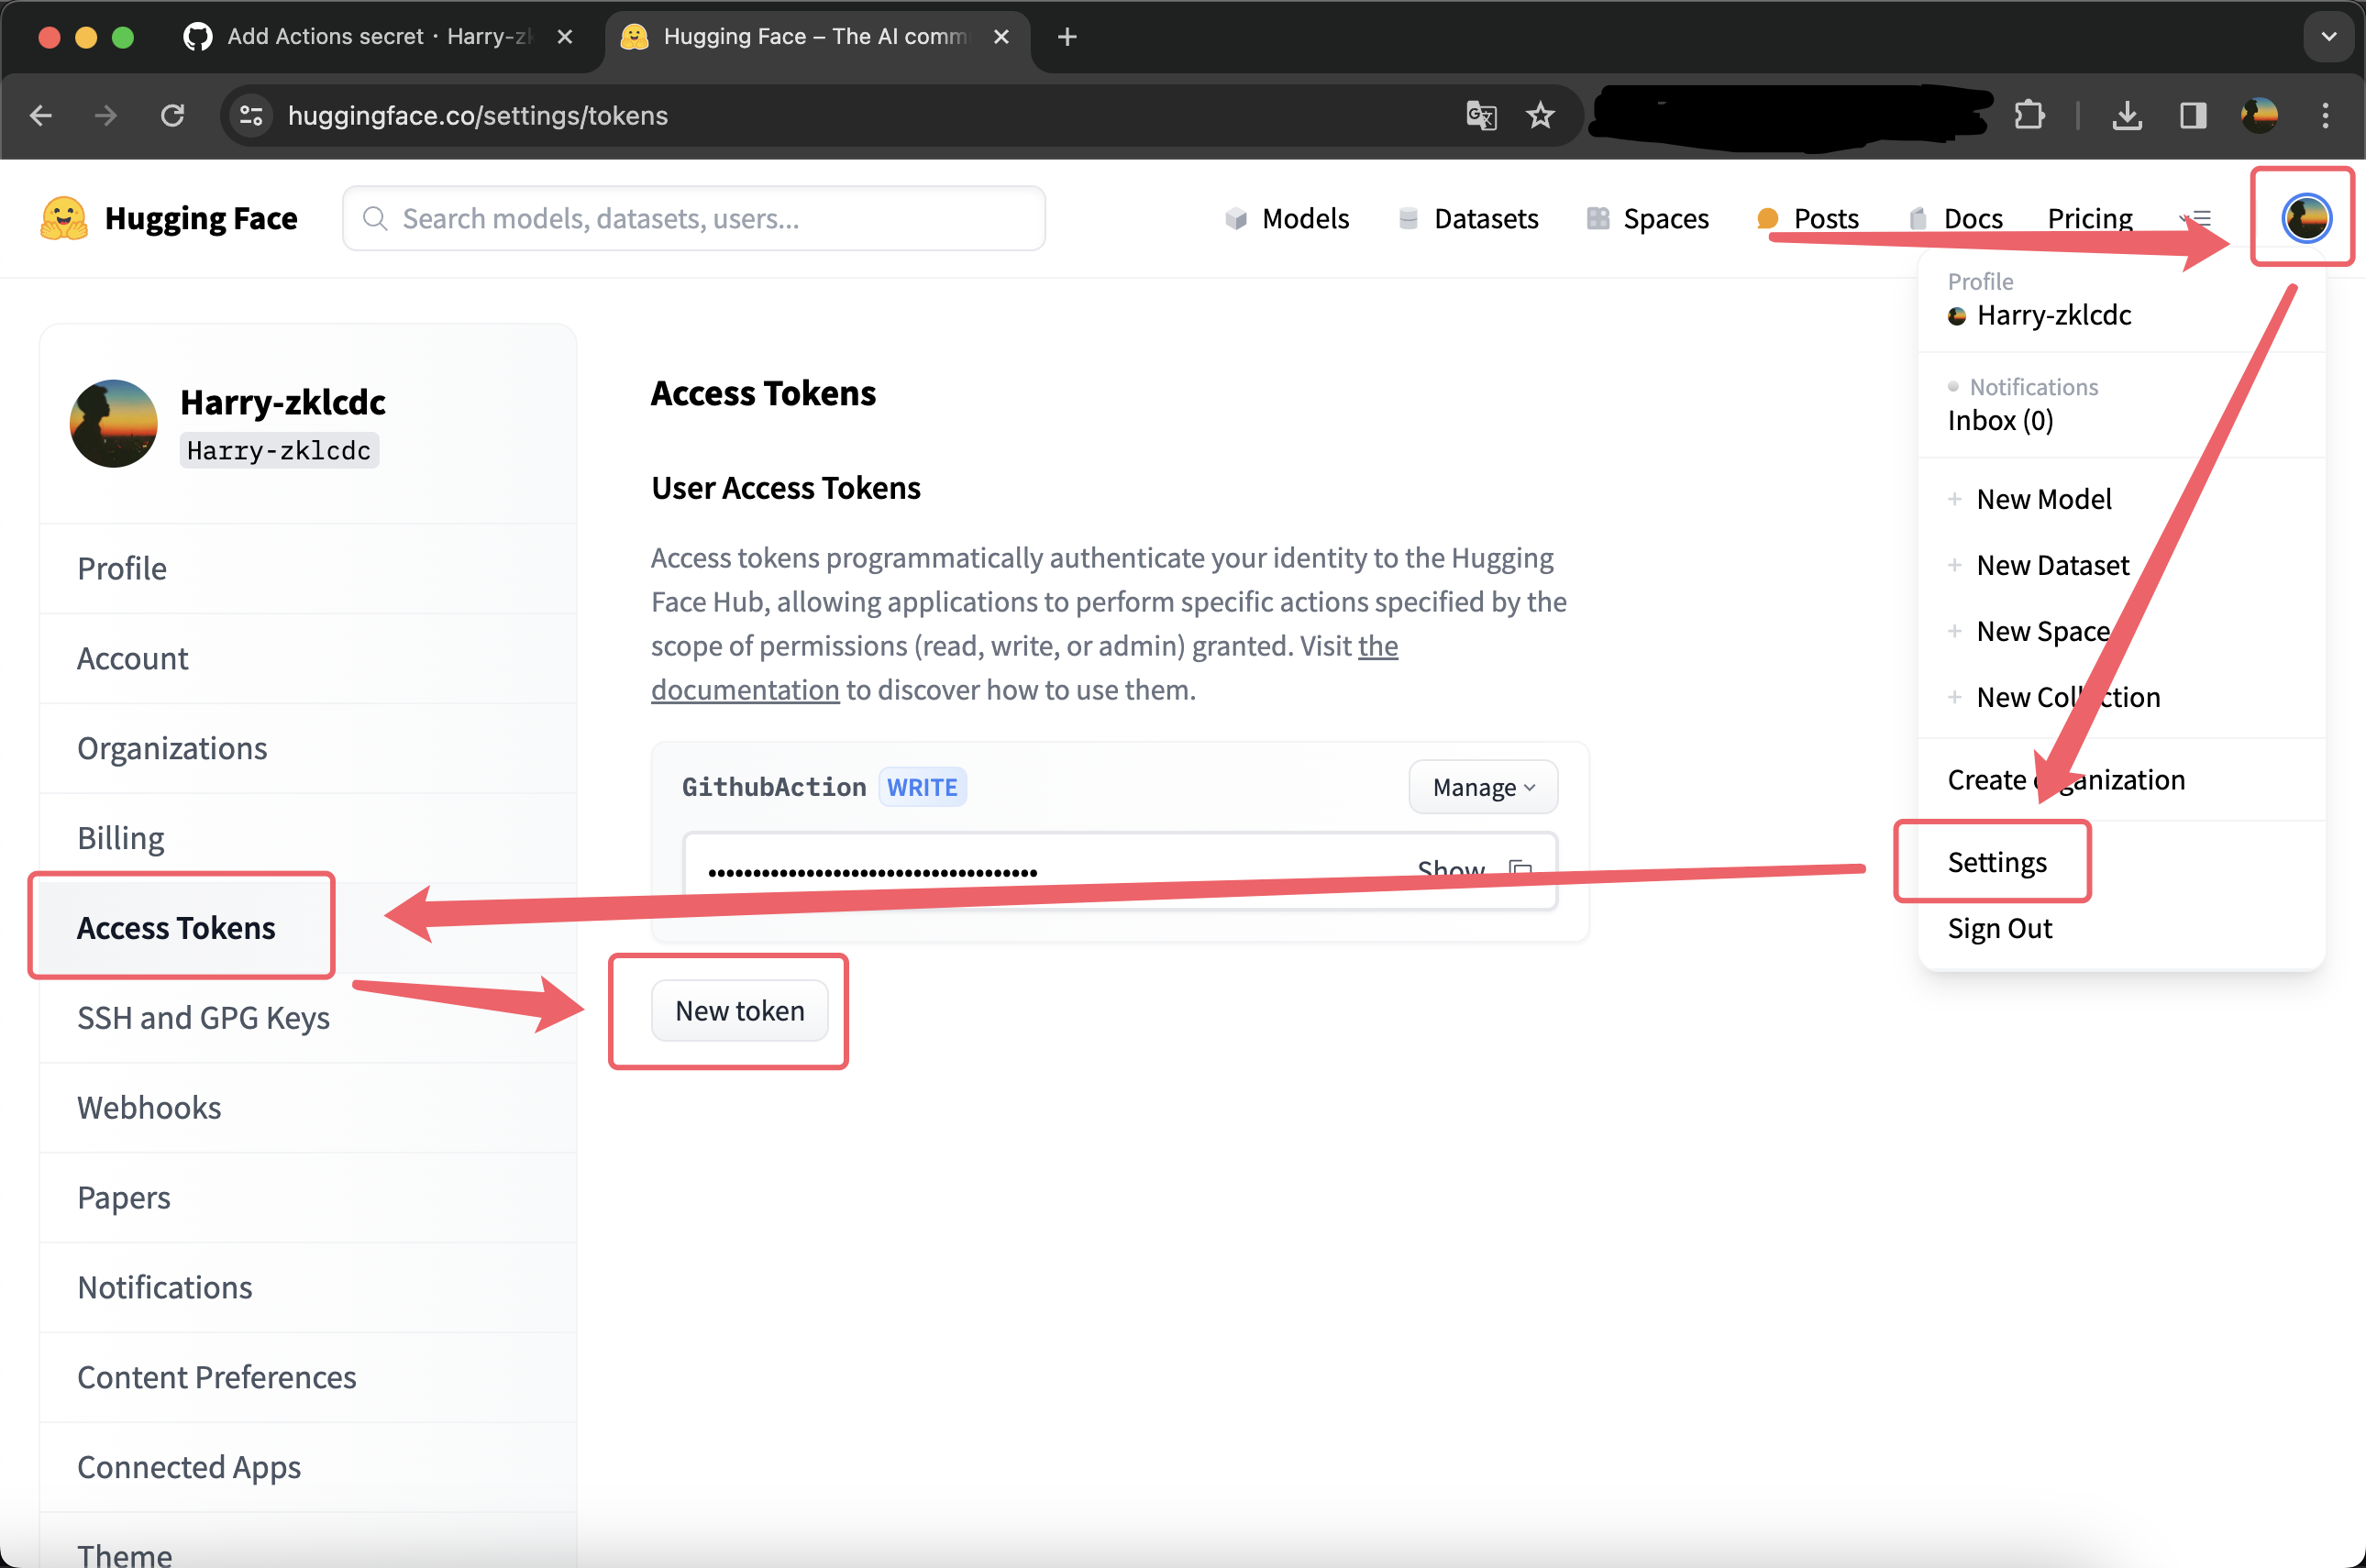 Add Actions secret · Harry-zk
Hugging Face – The AI comm
huggingface.co/settings/tokens
Hugging Face
Search models, datasets, users...
Models
Datasets
Spaces
Posts
Docs
Pricing
Profile
Harry-zklcdc
Notifications
Inbox (0)
+ New Model
+ New Dataset
+ New Space
+ New Collection
Create organization
Settings
Sign Out
Harry-zklcdc
Harry-zklcdc
Profile
Account
Organizations
Billing
Access Tokens
SSH and GPG Keys
Webhooks
Papers
Notifications
Content Preferences
Connected Apps
Theme
Access Tokens
User Access Tokens
Access tokens programmatically authenticate your identity to the Hugging
Face Hub, allowing applications to perform specific actions specified by the
scope of permissions (read, write, or admin) granted. Visit the
documentation to discover how to use them.
GithubAction WRITE
Manage
Show
New token